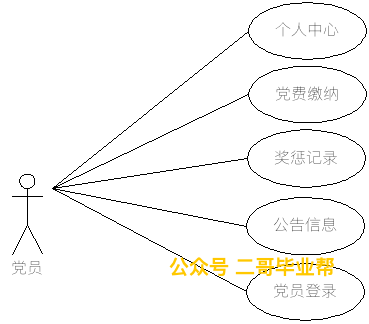 个人中心
党费缴纳
奖惩记录
公告信息
党员
公众号 二哥毕业帮
党员登录